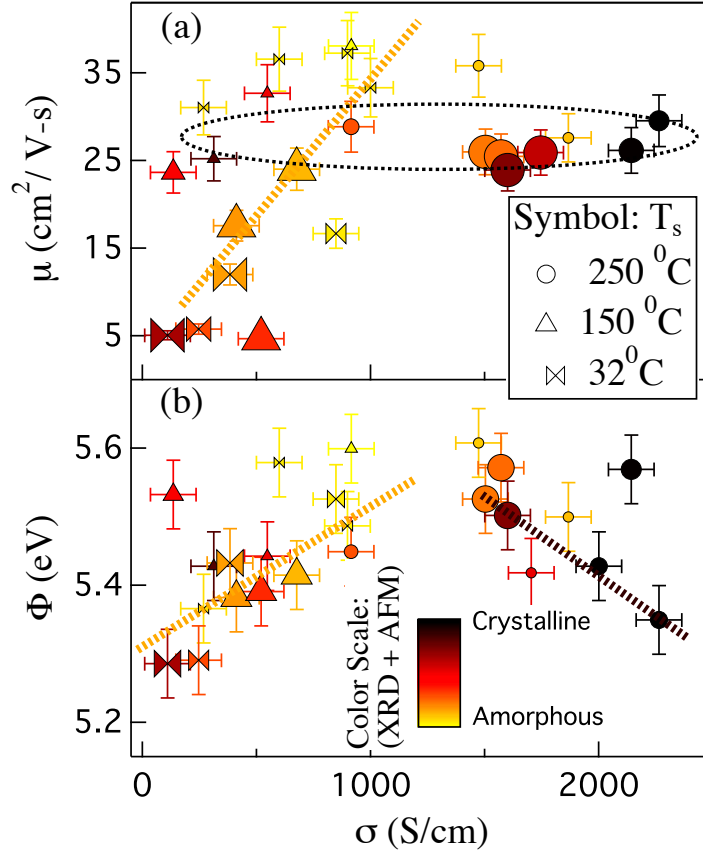 (a)
35
25
15
5
μ (cm²/ V-s)
Symbol: Tₛ
250 ⁰C
150 ⁰C
32⁰C
(b)
5.6
5.4
5.2
Φ (eV)
Color Scale:
(XRD + AFM)
Crystalline
Amorphous
0
1000
2000
σ (S/cm)